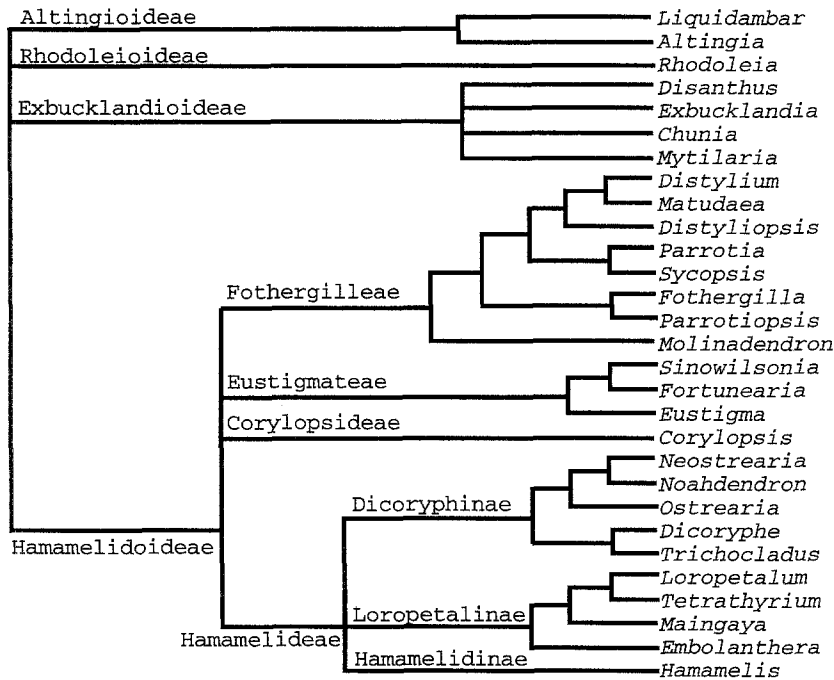 Altingioideae
Liquidambar
Altingia
Rhodoleioideae
Rhodoleia
Exbucklandioideae
Disanthus
Exbucklandia
Chunia
Mytilaria
Distylium
Matudaea
Distyliopsis
Parrotia
Sycopsis
Fothergilleae
Fothergilla
Parrotiopsis
Molinadendron
Sinowilsonia
Eustigmateae
Fortunearia
Eustigma
Corylopsideae
Corylopsis
Neostrearia
Noahdendron
Dicoryphinae
Ostrearia
Dicoryphe
Hamamelidoideae
Trichocladus
Loropetalum
Tetrathyrium
Loropetalinae
Maingaya
Hamamelideae
Embolanthera
Hamamelidinae
Hamamelis